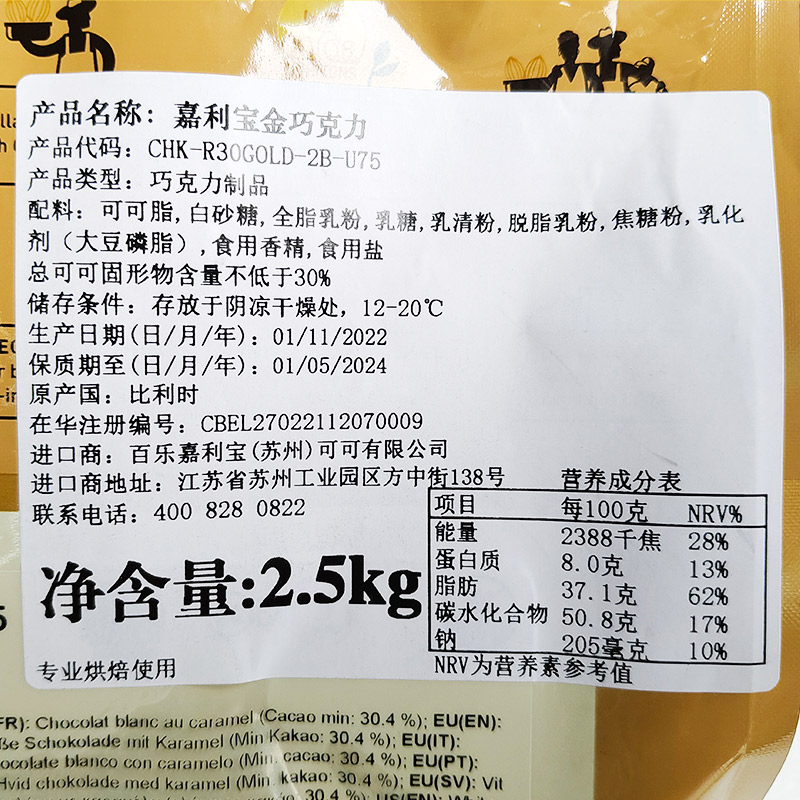 产品名称：嘉利宝金巧克力
产品代码：CHK-R30GOLD-2B-U75
产品类型：巧克力制品
配料：可可脂,白砂糖,全脂乳粉,乳糖,乳清粉,脱脂乳粉,焦糖粉,乳化
剂（大豆磷脂）,食用香精,食用盐
总可可固形物含量不低于30%
储存条件：存放于阴凉干燥处，12-20℃
生产日期(日/月/年)：01/11/2022
保质期至(日/月/年)：01/05/2024
原产国：比利时
在华注册编号：CBEL27022112070009
进口商：百乐嘉利宝(苏州)可可有限公司
进口商地址：江苏省苏州工业园区方中街138号
联系电话：400 828 0822
净含量:2.5kg
专业烘焙使用
营养成分表
项目 每100克 NRV%
能量 2388千焦 28%
蛋白质 8.0克 13%
脂肪 37.1克 62%
碳水化合物 50.8克 17%
钠 205毫克 10%
NRV为营养素参考值
FR): Chocolat blanc au caramel (Cacao min: 30.4 %); EU(EN):
ße Schokolade mit Karamel (Min Kakao: 30.4 %); EU(IT):
ocolate blanco con caramelo (Min. cacao: 30.4 %); EU(PT):
Hvid chokolade med karamel (Min. kakao: 30.4 %); EU(SV): Vit
30.4 %); US(EN):